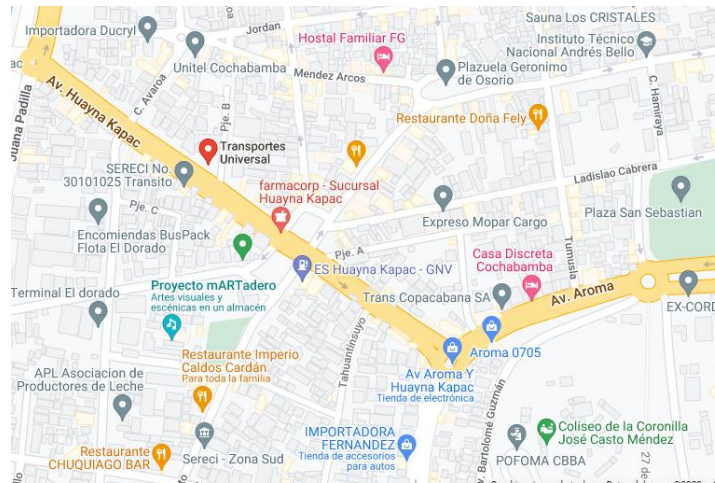 Importadora Ducryl
Jordan
Sauna Los CRISTALES
Hostal Familiar FG
Instituto Técnico
Nacional Andrés Bello
Unitel Cochabamba
Mendez Arcos
Plazuela Geronimo
de Osorio
ac
Av. Huayna Kapac
C. Avaroa
C. Hamiraya
Juana Padilla
Pje. B
Restaurante Doña Fely
Transportes
Universal
SERECI No.
30101025 Transito
farmacorp - Sucursal
Huayna Kapac
Ladislao Cabrera
Pje. C
Expreso Mopar Cargo
Plaza San Sebastian
Encomiendas BusPack
Flota El Dorado
Pje. A
Casa Discreta
Cochabamba
Tumusla
ES Huayna Kapac - GNV
Terminal El dorado
Proyecto mARTadero
Artes visuales y
escénicas en un almacén
Trans Copacabana SA
Av. Aroma
EX-CORD
Tahuantinsuyo
Aroma 0705
Restaurante Imperio
Caldos Cardán
Para toda la familia
Av Aroma Y
Huayna Kapac
Tienda de electrónica
APL Asociacion de
Productores de Leche
v. Bartolomé Guzmán
IMPORTADORA
FERNANDEZ
Tienda de accesorios
para autos
Coliseo de la Coronilla
José Casto Méndez
Restaurante
CHUQUIAGO BAR
Sereci - Zona Sud
POFOMA CBBA
27 de